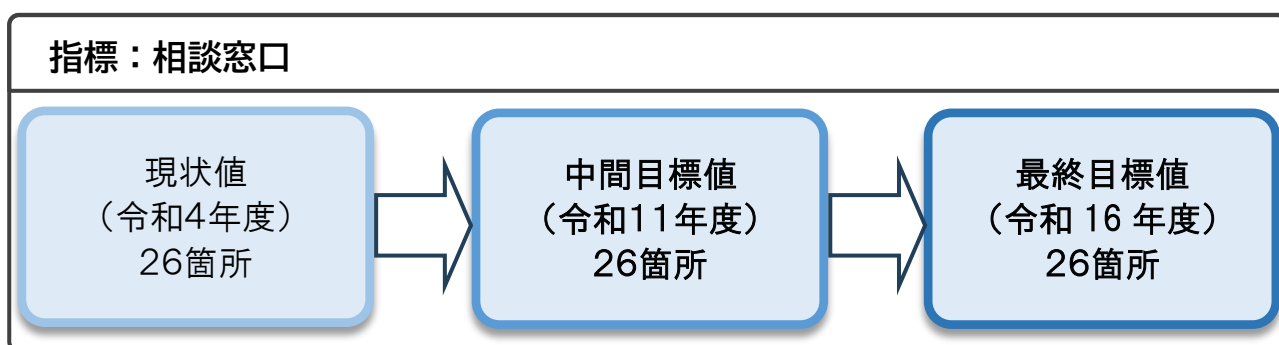 指標：相談窓口
現状値
（令和4年度）
26箇所
中間目標値
（令和11年度）
26箇所
最終目標値
（令和 16 年度）
26箇所